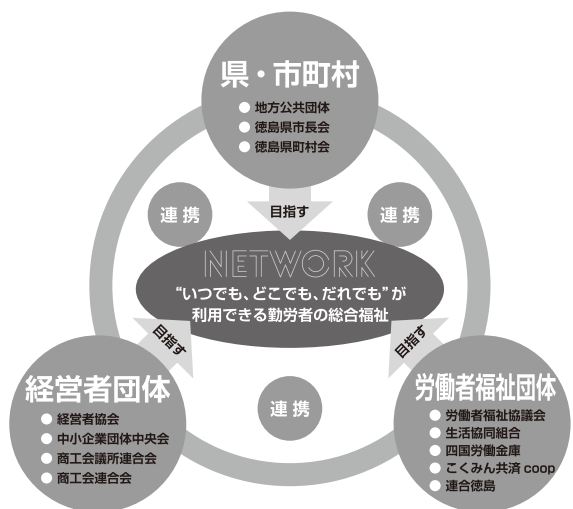 県・市町村
● 地方公共団体
● 徳島県市長会
● 徳島県町村会
目指す
連携
連携
NETWORK
“いつでも、どこでも、だれでも”が
利用できる勤労者の総合福祉
目指す
目指す
連携
経営者団体
● 経営者協会
● 中小企業団体中央会
● 商工会議所連合会
● 商工会連合会
労働者福祉団体
● 労働者福祉協議会
● 生活協同組合
● 四国労働金庫
● こくみん共済 coop
● 連合徳島